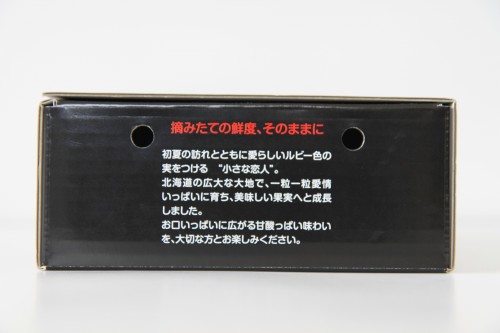 摘みたての鮮度、そのままに
初夏の訪れとともに愛らしいルビー色の
実をつける “小さな恋人”。
北海道の広大な大地で、一粒一粒愛情
いっぱいに育ち、美味しい果実へと成長
しました。
お口いっぱいに広がる甘酸っぱい味わい
を、大切な方とお楽しみください。